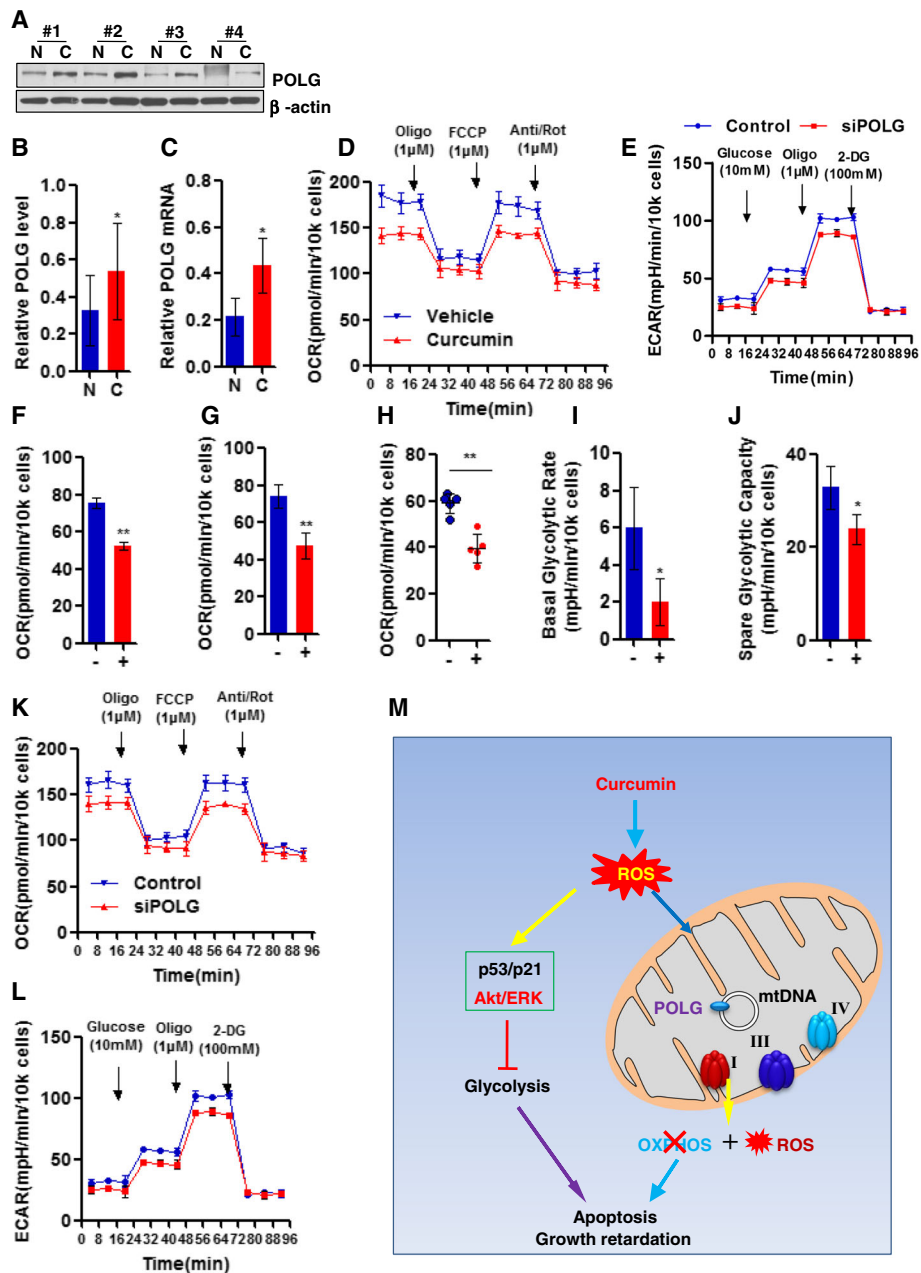 A
#1 #2 #3 #4
N C N C N C N C
POLG
β -actin
B
Relative POLG level
1.0
0.8
0.6
0.4
0.2
0.0
*
N C
C
Relative POLG mRNA
0.8
0.6
0.4
0.2
0.0
*
N C
D
Oligo FCCP Anti/Rot
(1µM) (1µM) (1µM)
OCR(pmol/mIn/10k cells)
200
150
100
50
0
Vehicle
Curcumin
0 8 16 24 32 40 48 56 64 72 80 88 96
Time(min)
E
Control siPOLG
Glucose Oligo 2-DG
(10mM) (1µM) (100mM)
ECAR(mpH/min/10k cells)
150
100
50
0
0 8 16 24 32 40 48 56 64 72 80 88 96
Time(min)
F
OCR(pmol/mIn/10k cells)
100
80
60
40
20
0
**
- +
G
OCR(pmol/mIn/10k cells)
100
80
60
40
20
0
**
- +
H
OCR(pmol/mIn/10k cells)
80
60
40
20
0
**
- +
I
Basal Glycolytic Rate
(mpH/mIn/10k cells)
10
8
6
4
2
0
*
- +
J
Spare Glycolytic Capacity
(mpH/mIn/10k cells)
40
20
0
*
- +
K
Oligo FCCP Anti/Rot
(1µM) (1µM) (1µM)
OCR(pmol/mIn/10k cells)
200
150
100
50
0
Control
siPOLG
0 8 16 24 32 40 48 56 64 72 80 88 96
Time(min)
L
Glucose Oligo 2-DG
(10mM) (1µM) (100mM)
ECAR(mpH/mIn/10k cells)
150
100
50
0
0 8 16 24 32 40 48 56 64 72 80 88 96
Time(min)
M
Curcumin
ROS
p53/p21
Akt/ERK
Glycolysis
POLG
mtDNA
I
III
IV
OXPHOS + ROS
Apoptosis
Growth retardation